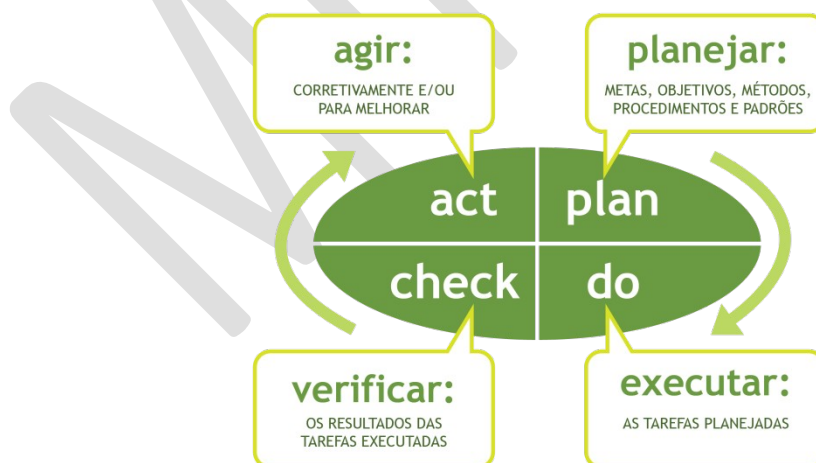 agir:
CORRETIVAMENTE E/OU
PARA MELHORAR
planejar:
METAS, OBJETIVOS, MÉTODOS,
PROCEDIMENTOS E PADRÕES
act
plan
check
do
verificar:
OS RESULTADOS DAS
TAREFAS EXECUTADAS
executar:
AS TAREFAS PLANEJADAS